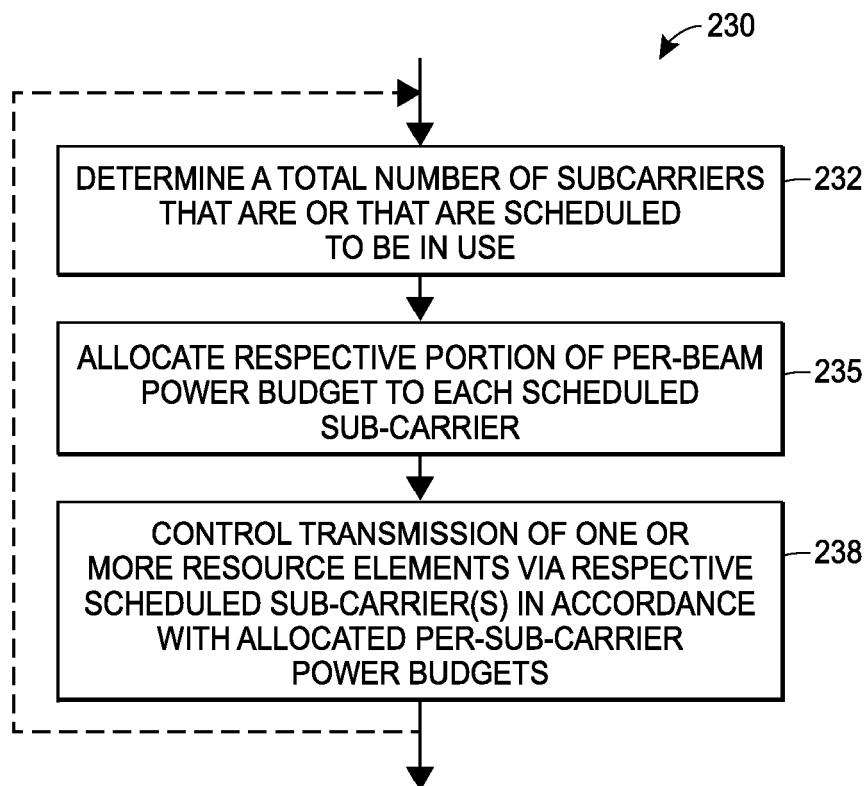 230
DETERMINE A TOTAL NUMBER OF SUBCARRIERS
THAT ARE OR THAT ARE SCHEDULED
TO BE IN USE
232
ALLOCATE RESPECTIVE PORTION OF PER-BEAM
POWER BUDGET TO EACH SCHEDULED
SUB-CARRIER
235
CONTROL TRANSMISSION OF ONE OR
MORE RESOURCE ELEMENTS VIA RESPECTIVE
SCHEDULED SUB-CARRIER(S) IN ACCORDANCE
WITH ALLOCATED PER-SUB-CARRIER
POWER BUDGETS
238